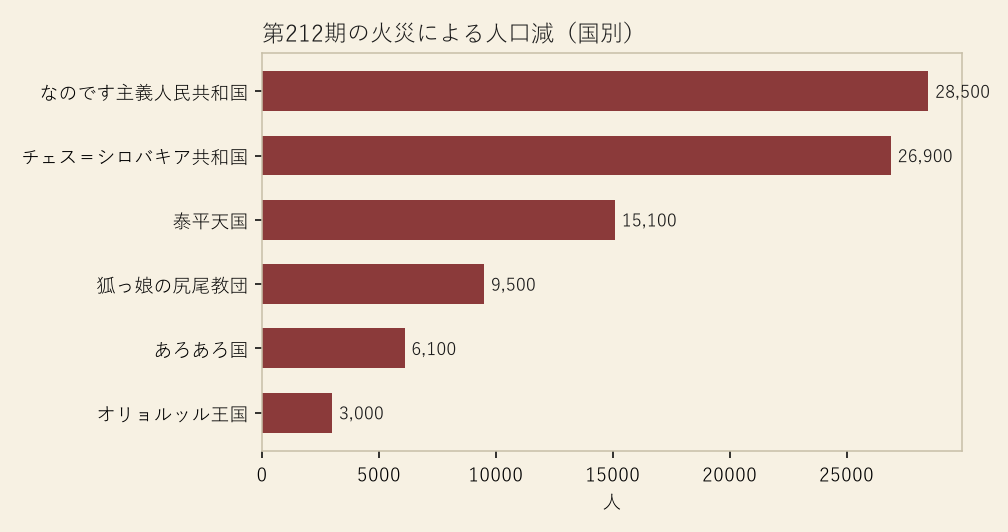 第212期の火災による人口減（国別）
なのです主義人民共和国 28,500
チェス＝シロバキア共和国 26,900
泰平天国 15,100
狐っ娘の尻尾教団 9,500
あろあろ国 6,100
オリョルッル王国 3,000
0 5000 10000 15000 20000 25000
人